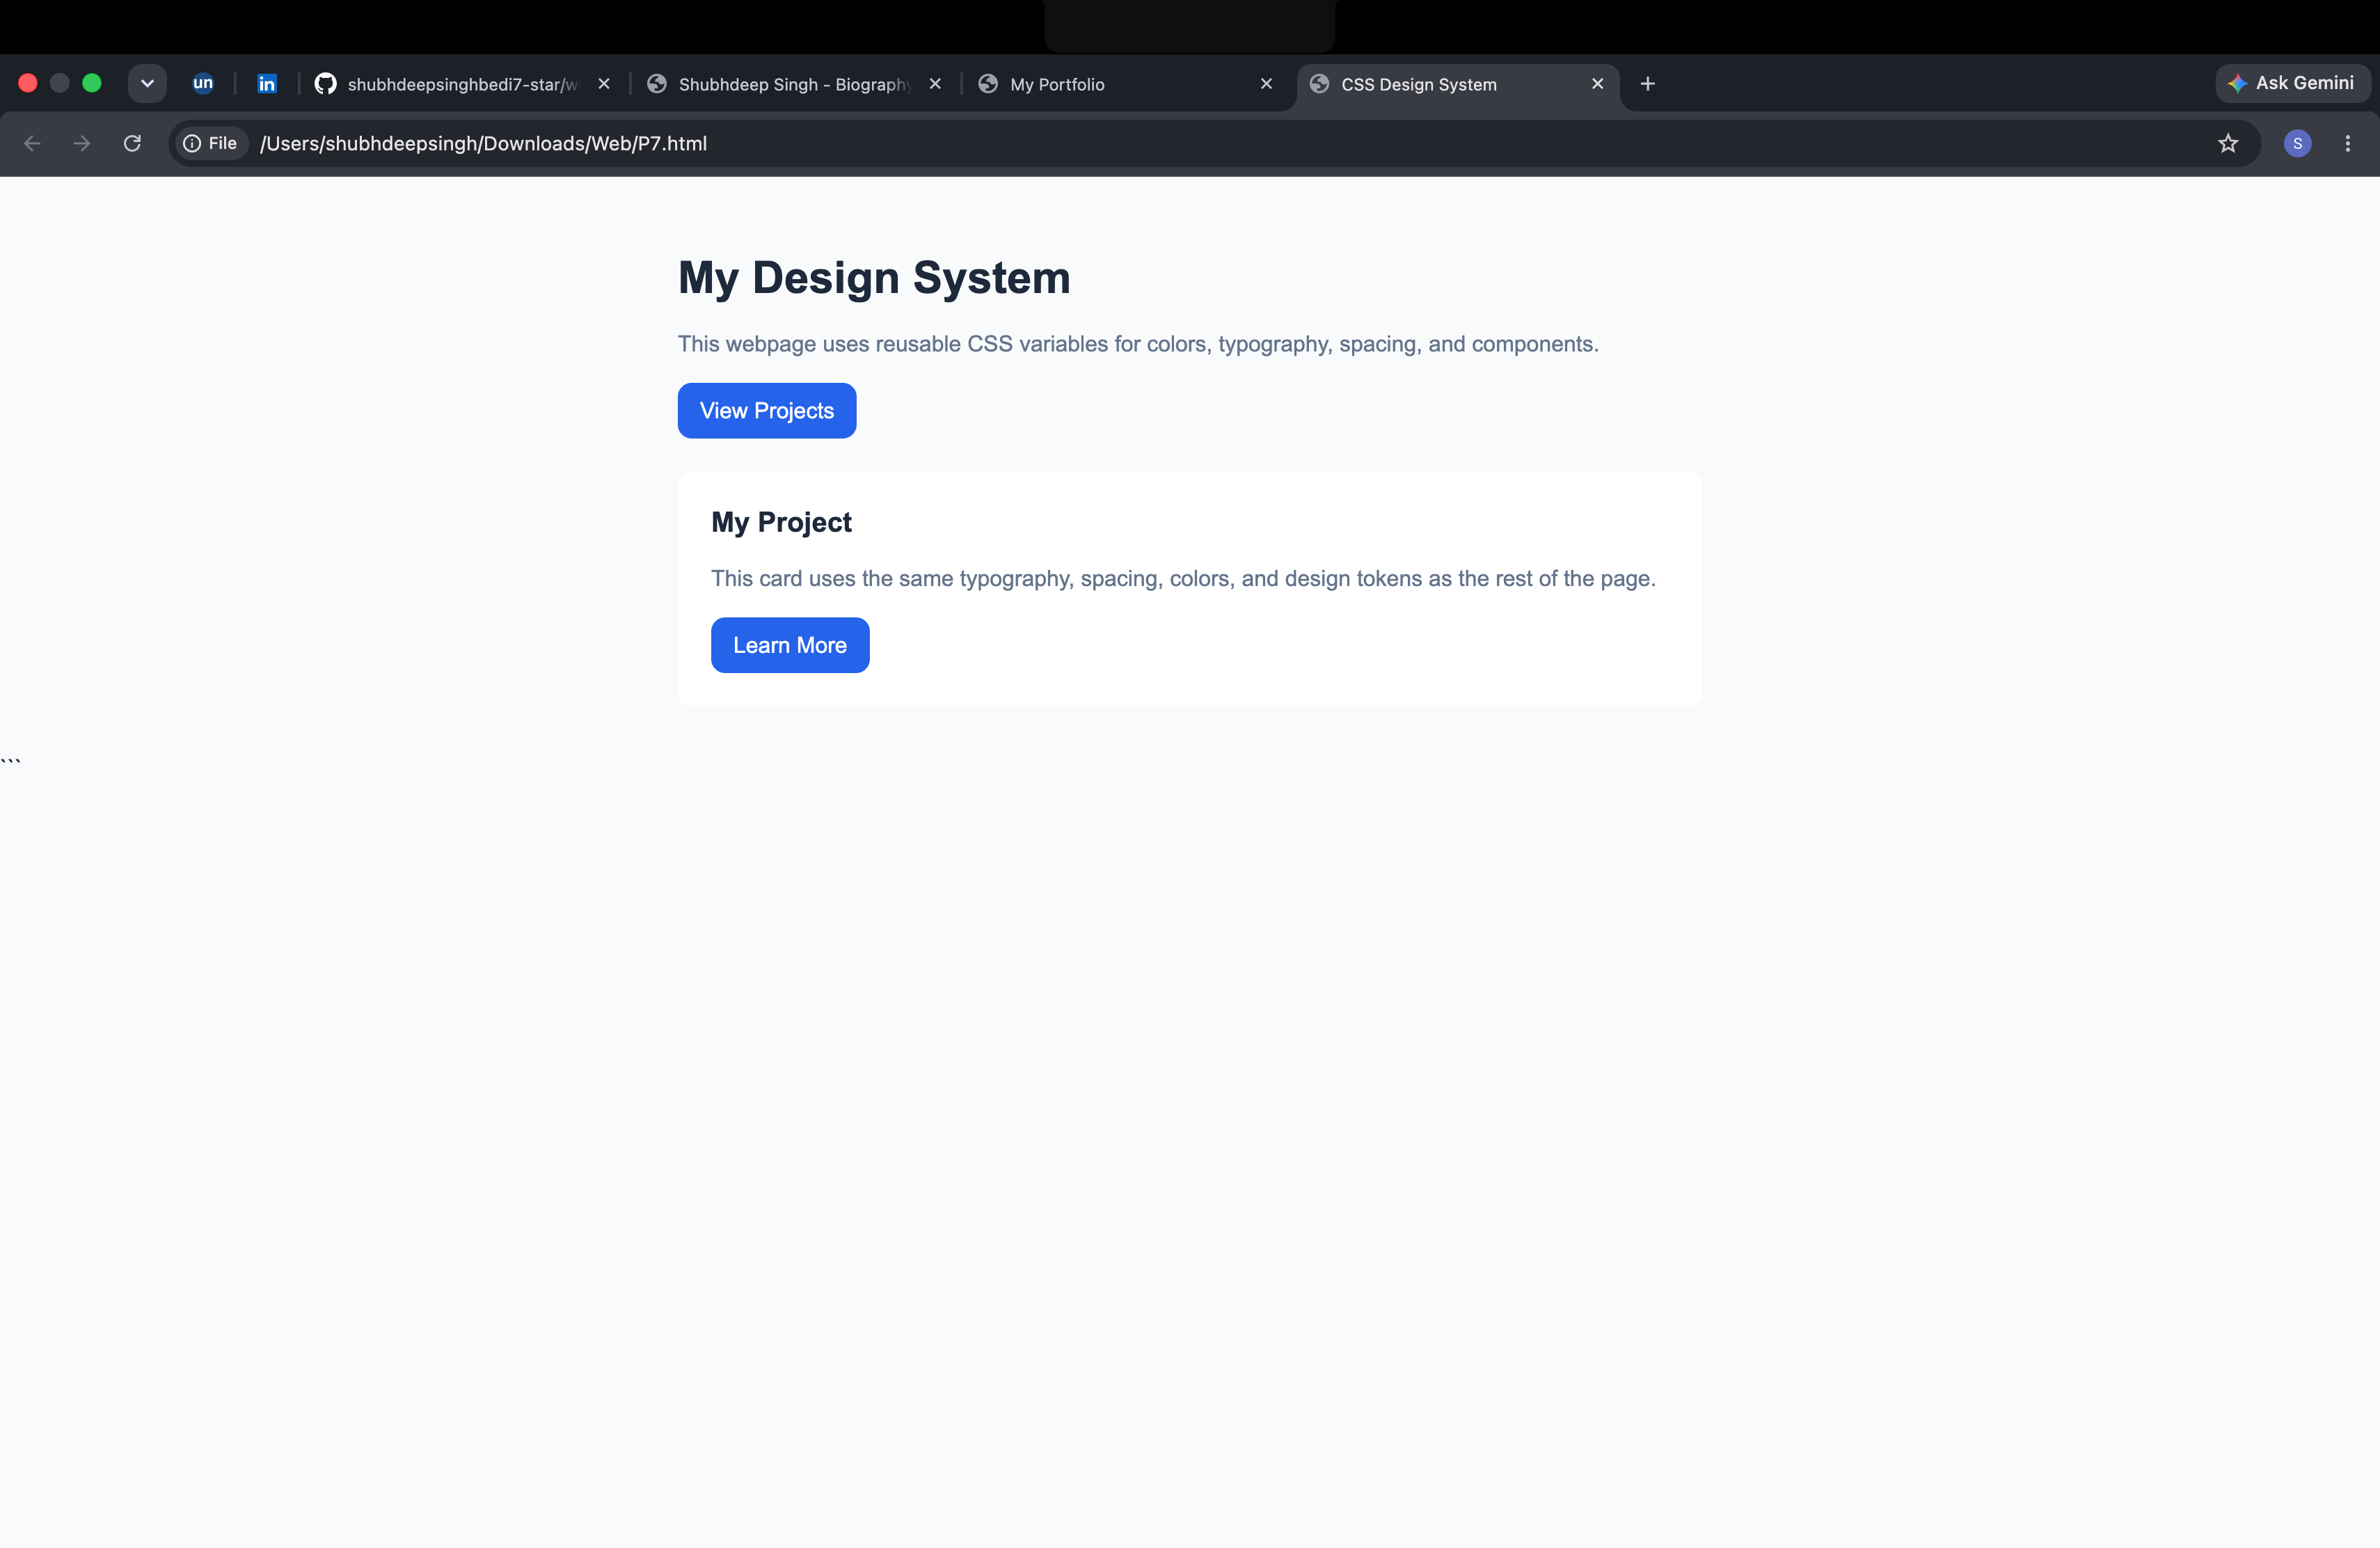 un
in
shubhdeepsinghbedi7-star/w
Shubhdeep Singh - Biography
My Portfolio
CSS Design System
Ask Gemini
File
/Users/shubhdeepsingh/Downloads/Web/P7.html
S
My Design System
This webpage uses reusable CSS variables for colors, typography, spacing, and components.
View Projects
My Project
This card uses the same typography, spacing, colors, and design tokens as the rest of the page.
Learn More
```